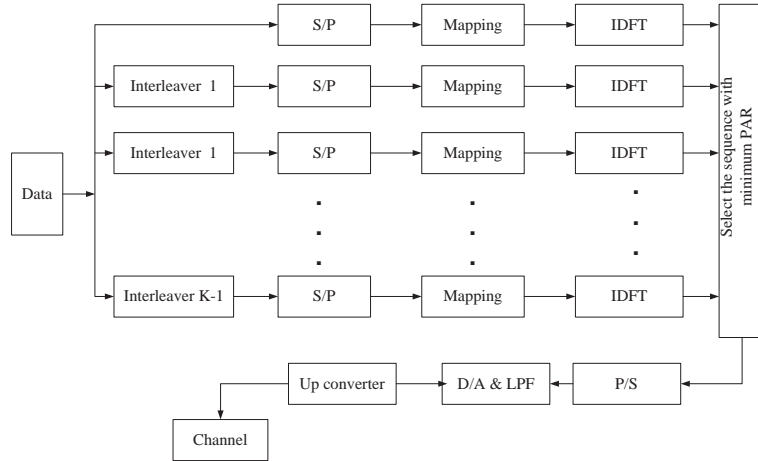 S/P
Mapping
IDFT
Interleaver 1
S/P
Mapping
IDFT
Interleaver 1
S/P
Mapping
IDFT
Data
Select the sequence with
minimum PAR
Interleaver K-1
S/P
Mapping
IDFT
Up converter
D/A & LPF
P/S
Channel